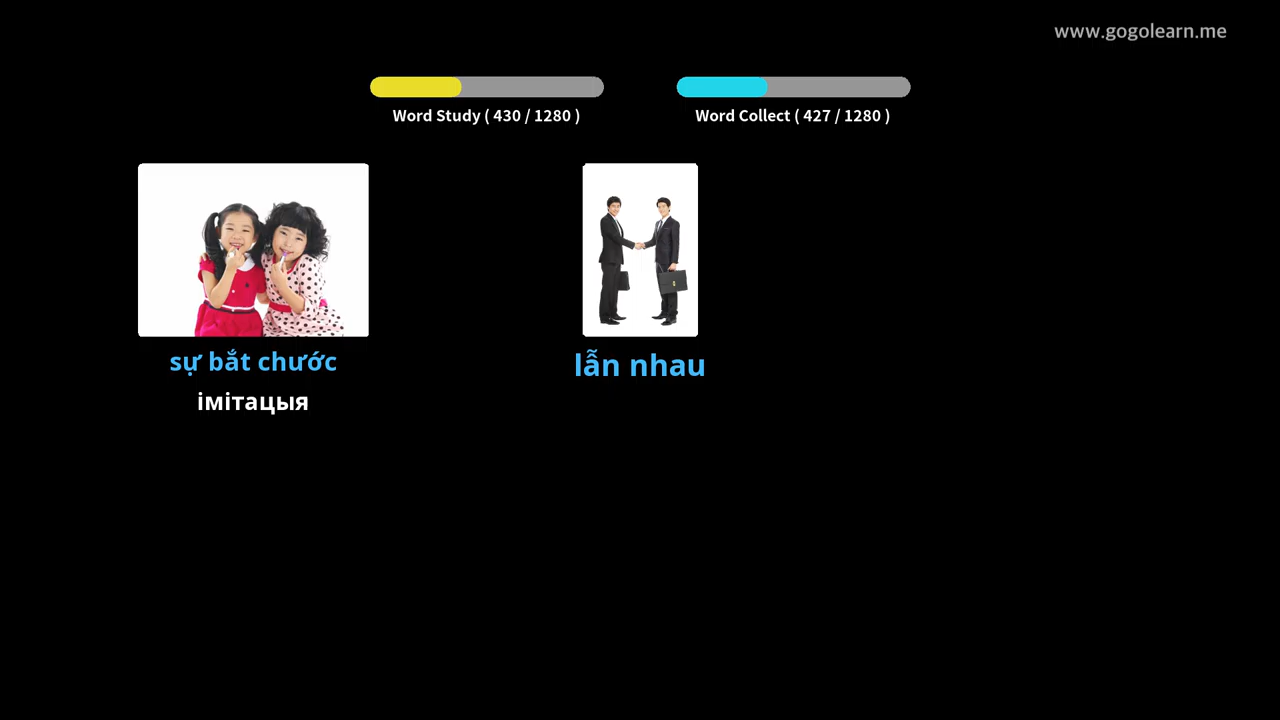 www.gogolearn.me
Word Study ( 430 / 1280 )
Word Collect ( 427 / 1280 )
sự bắt chước
імітацыя
lẫn nhau